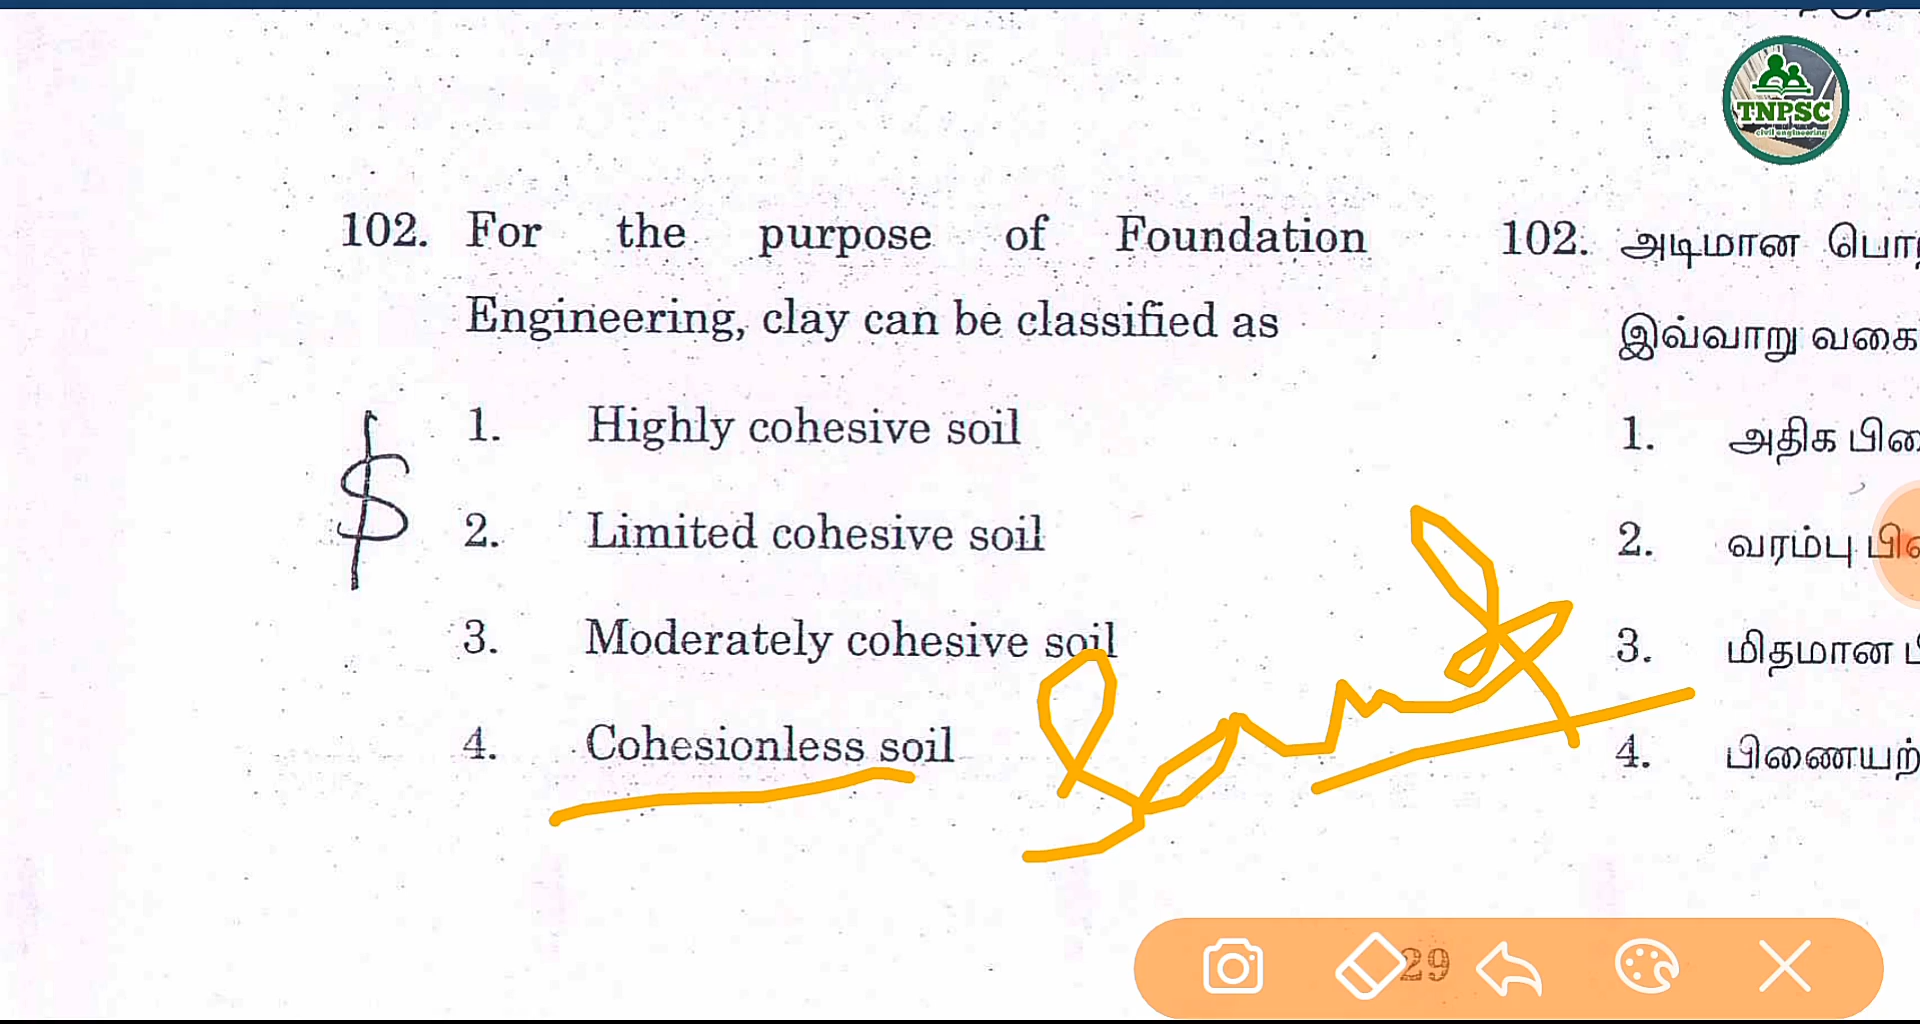 TNPSC
civil engineering
102. For the purpose of Foundation
Engineering, clay can be classified as
1. Highly cohesive soil
2. Limited cohesive soil
3. Moderately cohesive soil
4. Cohesionless soil
Sand
102. அடிமான
இவ்வாறு
1. அதிக
2. வரம்பு
3. மிதமான
4.
29